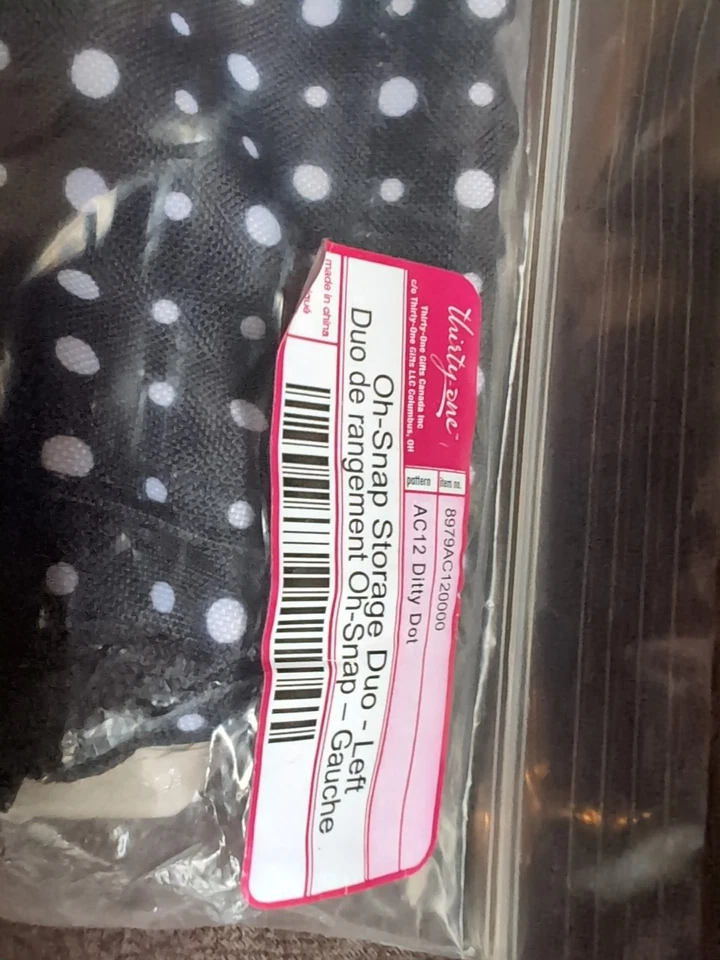 thirty-one
Thirty-One Gifts Canada Inc
c/o Thirty-One Gifts LLC Columbus, OH
item no. 8979AC120000
pattern AC12 Ditty Dot
Oh-Snap Storage Duo - Left
Duo de rangement Oh-Snap – Gauche
made in china